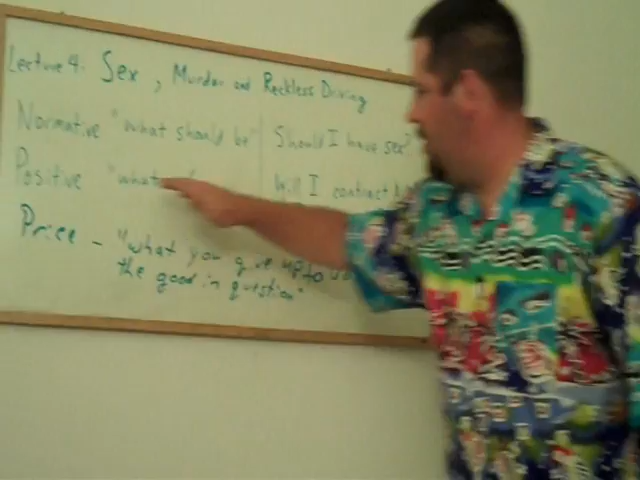 Lecture 4: Sex, Murder and Reckless Driving
Normative "what should be" Should I have sex?
Positive "what Will I contract
Price - "what you give up to
the good in question"